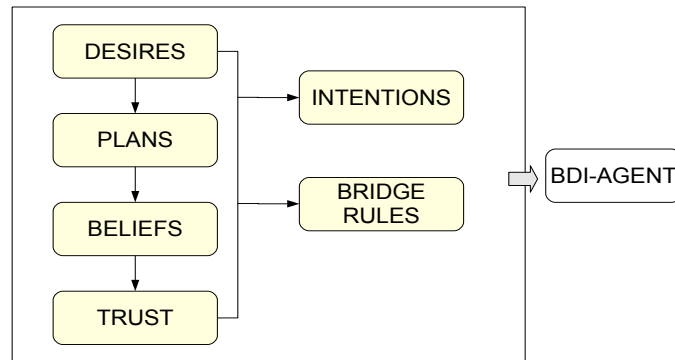 DESIRES
PLANS
BELIEFS
TRUST
INTENTIONS
BRIDGE
RULES
BDI-AGENT